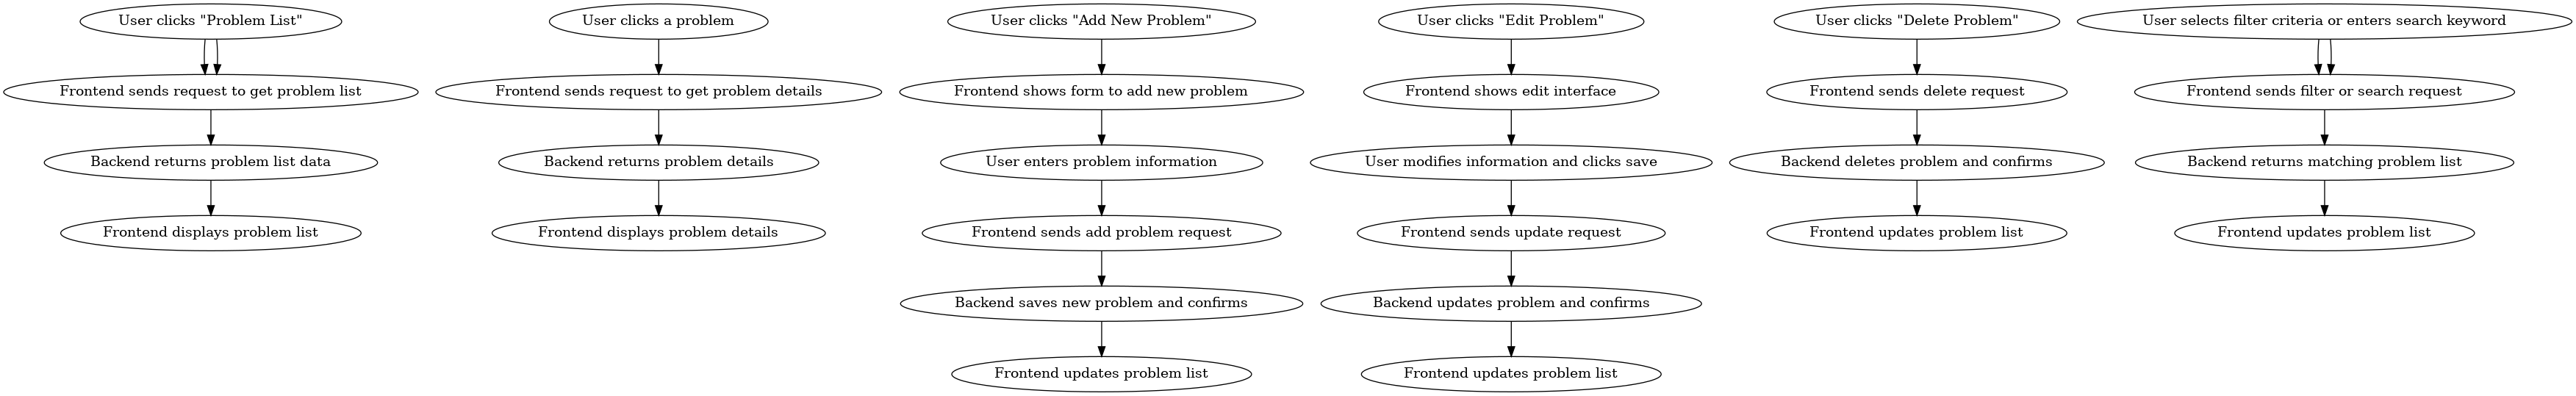 User clicks "Problem List"
Frontend sends request to get problem list
Backend returns problem list data
Frontend displays problem list
User clicks a problem
Frontend sends request to get problem details
Backend returns problem details
Frontend displays problem details
User clicks "Add New Problem"
Frontend shows form to add new problem
User enters problem information
Frontend sends add problem request
Backend saves new problem and confirms
Frontend updates problem list
User clicks "Edit Problem"
Frontend shows edit interface
User modifies information and clicks save
Frontend sends update request
Backend updates problem and confirms
Frontend updates problem list
User clicks "Delete Problem"
Frontend sends delete request
Backend deletes problem and confirms
Frontend updates problem list
User selects filter criteria or enters search keyword
Frontend sends filter or search request
Backend returns matching problem list
Frontend updates problem list